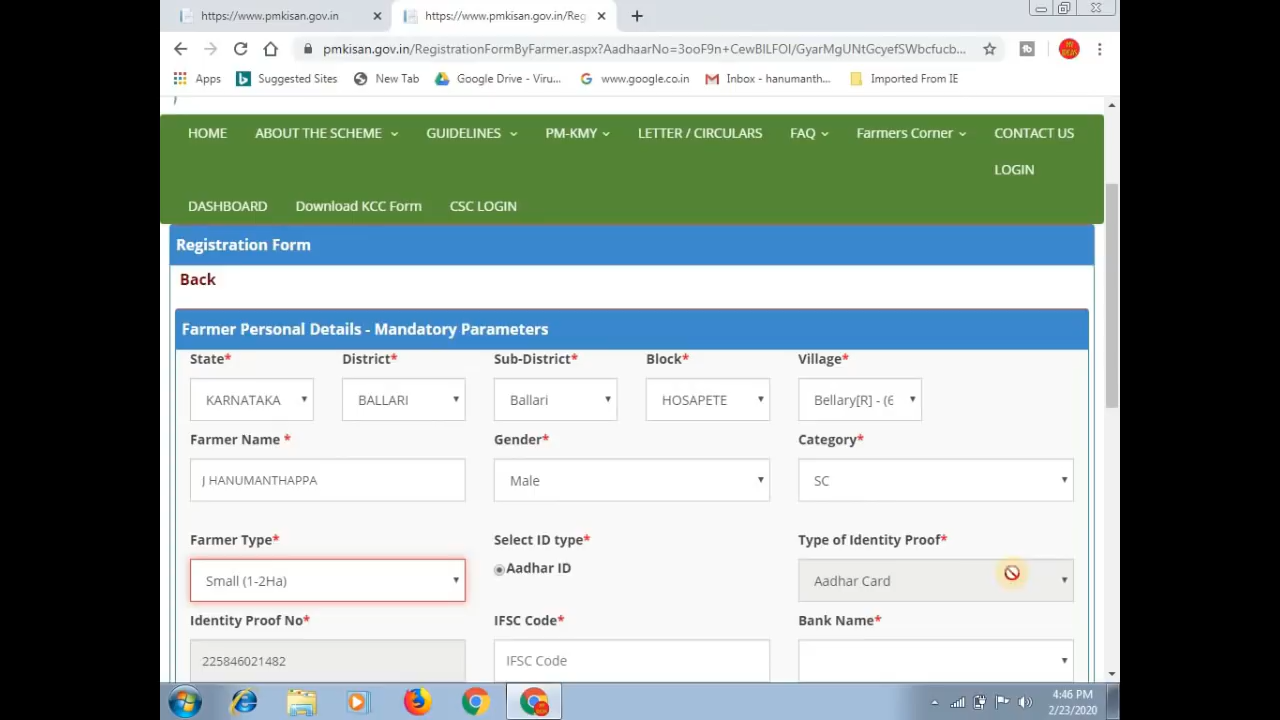 https://www.pmkisan.gov.in
https://www.pmkisan.gov.in/Reg
pmkisan.gov.in/RegistrationFormByFarmer.aspx?AadhaarNo=3ooF9n+CewBILFOI/GyarMgUNtGcyefSWbcfucb...
Apps Suggested Sites New Tab Google Drive - Viru... www.google.co.in Inbox - hanumanth... Imported From IE
HOME ABOUT THE SCHEME GUIDELINES PM-KMY LETTER / CIRCULARS FAQ Farmers Corner CONTACT US
LOGIN
DASHBOARD Download KCC Form CSC LOGIN
Registration Form
Back
Farmer Personal Details - Mandatory Parameters
State* District* Sub-District* Block* Village*
KARNATAKA BALLARI Ballari HOSAPETE Bellary[R] - (6
Farmer Name * Gender* Category*
J HANUMANTHAPPA Male SC
Farmer Type* Select ID type* Type of Identity Proof*
Small (1-2Ha) Aadhar ID Aadhar Card
Identity Proof No* IFSC Code* Bank Name*
225846021482 IFSC Code
4:46 PM
2/23/2020